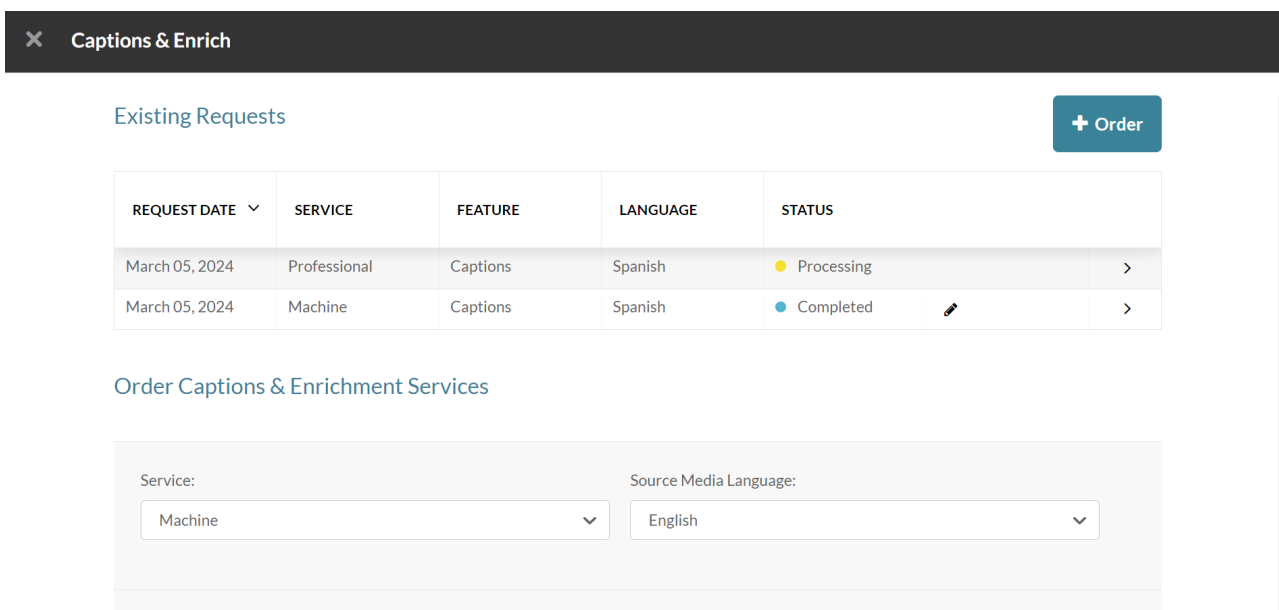 Captions & Enrich
Existing Requests
Order
REQUEST DATE SERVICE FEATURE LANGUAGE STATUS
March 05, 2024 Professional Captions Spanish Processing
March 05, 2024 Machine Captions Spanish Completed
Order Captions & Enrichment Services
Service: Source Media Language:
Machine English